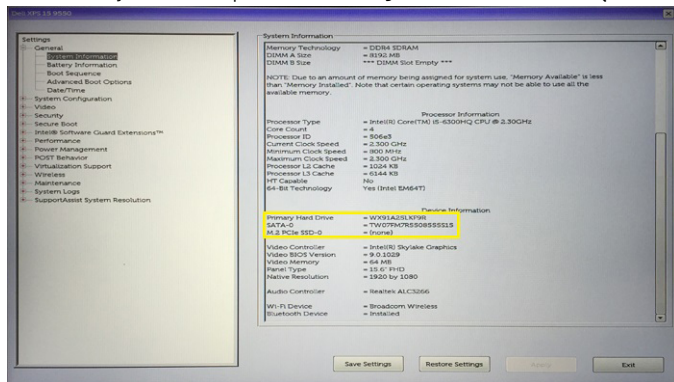 Dell XPS 15 9550
Settings
General
System Information
Battery Information
Boot Sequence
Advanced Boot Options
Date/Time
System Configuration
Video
Security
Secure Boot
Intel® Software Guard Extensions™
Performance
Power Management
POST Behavior
Virtualization Support
Wireless
Maintenance
System Logs
SupportAssist System Resolution
System Information
Memory Technology = DDR4 SDRAM
DIMM A Size = 8192 MB
DIMM B Size *** DIMM Slot Empty ***
NOTE: Due to an amount of memory being assigned for system use, "Memory Available" is less
than "Memory Installed". Note that certain operating systems may not be able to use all the
available memory.
Processor Information
Processor Type = Intel(R) Core(TM) i5-6300HQ CPU @ 2.30GHz
Core Count = 4
Processor ID = 506e3
Current Clock Speed = 2.300 GHz
Minimum Clock Speed = 800 MHz
Maximum Clock Speed = 2.300 GHz
Processor L2 Cache = 1024 KB
Processor L3 Cache = 6144 KB
HT Capable No
64-Bit Technology Yes (Intel EM64T)
Device Information
Primary Hard Drive
SATA-0
M.2 PCIe SSD-0 = (none)
Video Controller = Intel(R) Skylake Graphics
Video BIOS Version = 9.0.1029
Video Memory = 64 MB
Panel Type = 15.6" FHD
Native Resolution = 1920 by 1080
Audio Controller = Realtek ALC3266
Wi-Fi Device = Broadcom Wireless
Bluetooth Device = Installed
Save Settings Restore Settings Apply Exit